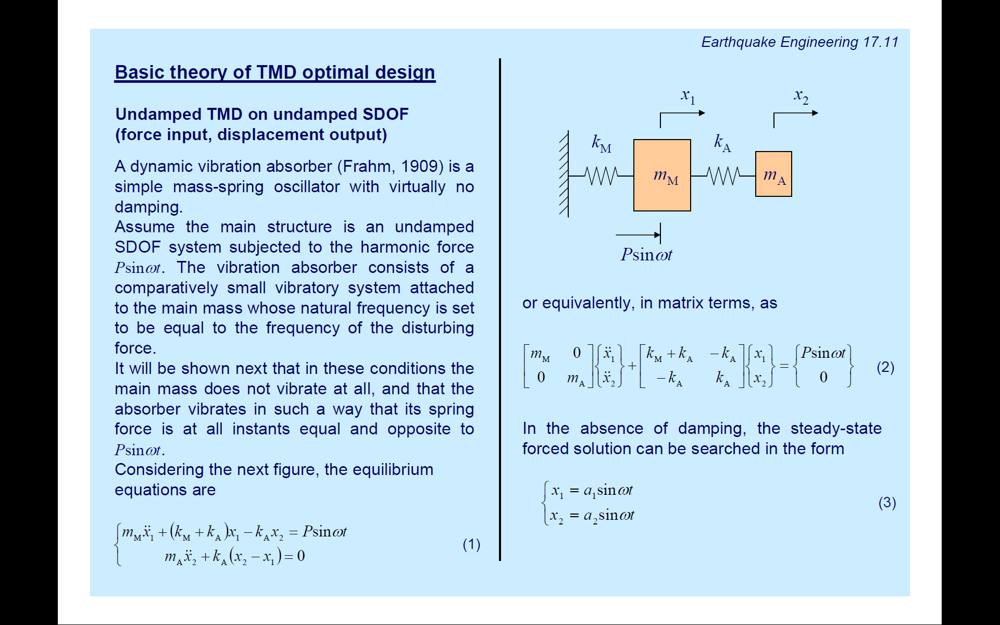 Earthquake Engineering 17.11
Basic theory of TMD optimal design
Undamped TMD on undamped SDOF
(force input, displacement output)
A dynamic vibration absorber (Frahm, 1909) is a
simple mass-spring oscillator with virtually no
damping.
Assume the main structure is an undamped
SDOF system subjected to the harmonic force
Psinωt. The vibration absorber consists of a
comparatively small vibratory system attached
to the main mass whose natural frequency is set
to be equal to the frequency of the disturbing
force.
It will be shown next that in these conditions the
main mass does not vibrate at all, and that the
absorber vibrates in such a way that its spring
force is at all instants equal and opposite to
Psinωt.
Considering the next figure, the equilibrium
equations are
{ m_M ẍ_1 + (k_M + k_A)x_1 − k_A x_2 = Psinωt
m_A ẍ_2 + k_A(x_2 − x_1) = 0
(1)
x_1 x_2
k_M k_A
m_M m_A
Psinωt
or equivalently, in matrix terms, as
[m_M 0] {ẍ_1} + [k_M + k_A −k_A] {x_1} = {Psinωt}
[0 m_A] {ẍ_2} [−k_A k_A] {x_2} {0}
(2)
In the absence of damping, the steady-state
forced solution can be searched in the form
{ x_1 = a_1 sinωt
x_2 = a_2 sinωt
(3)